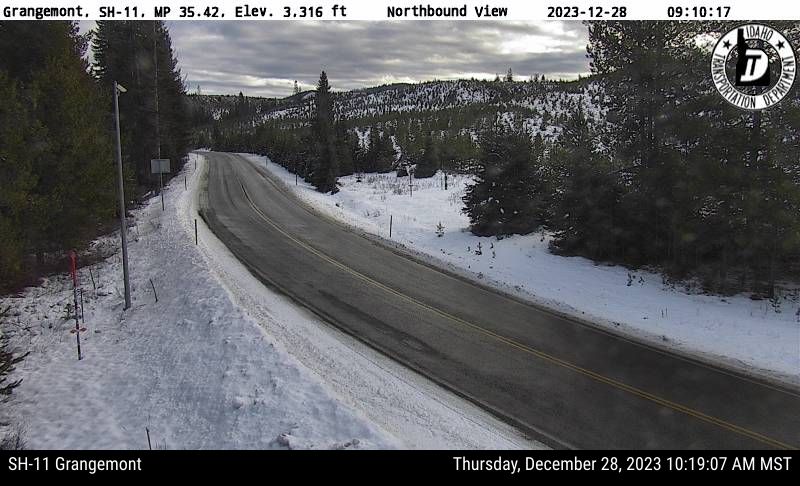 Grangemont, SH-11, MP 35.42, Elev. 3,316 ft Northbound View 2023-12-28 09:10:17
IDAHO
TRANSPORTATION DEPARTMENT
SH-11 Grangemont Thursday, December 28, 2023 10:19:07 AM MST